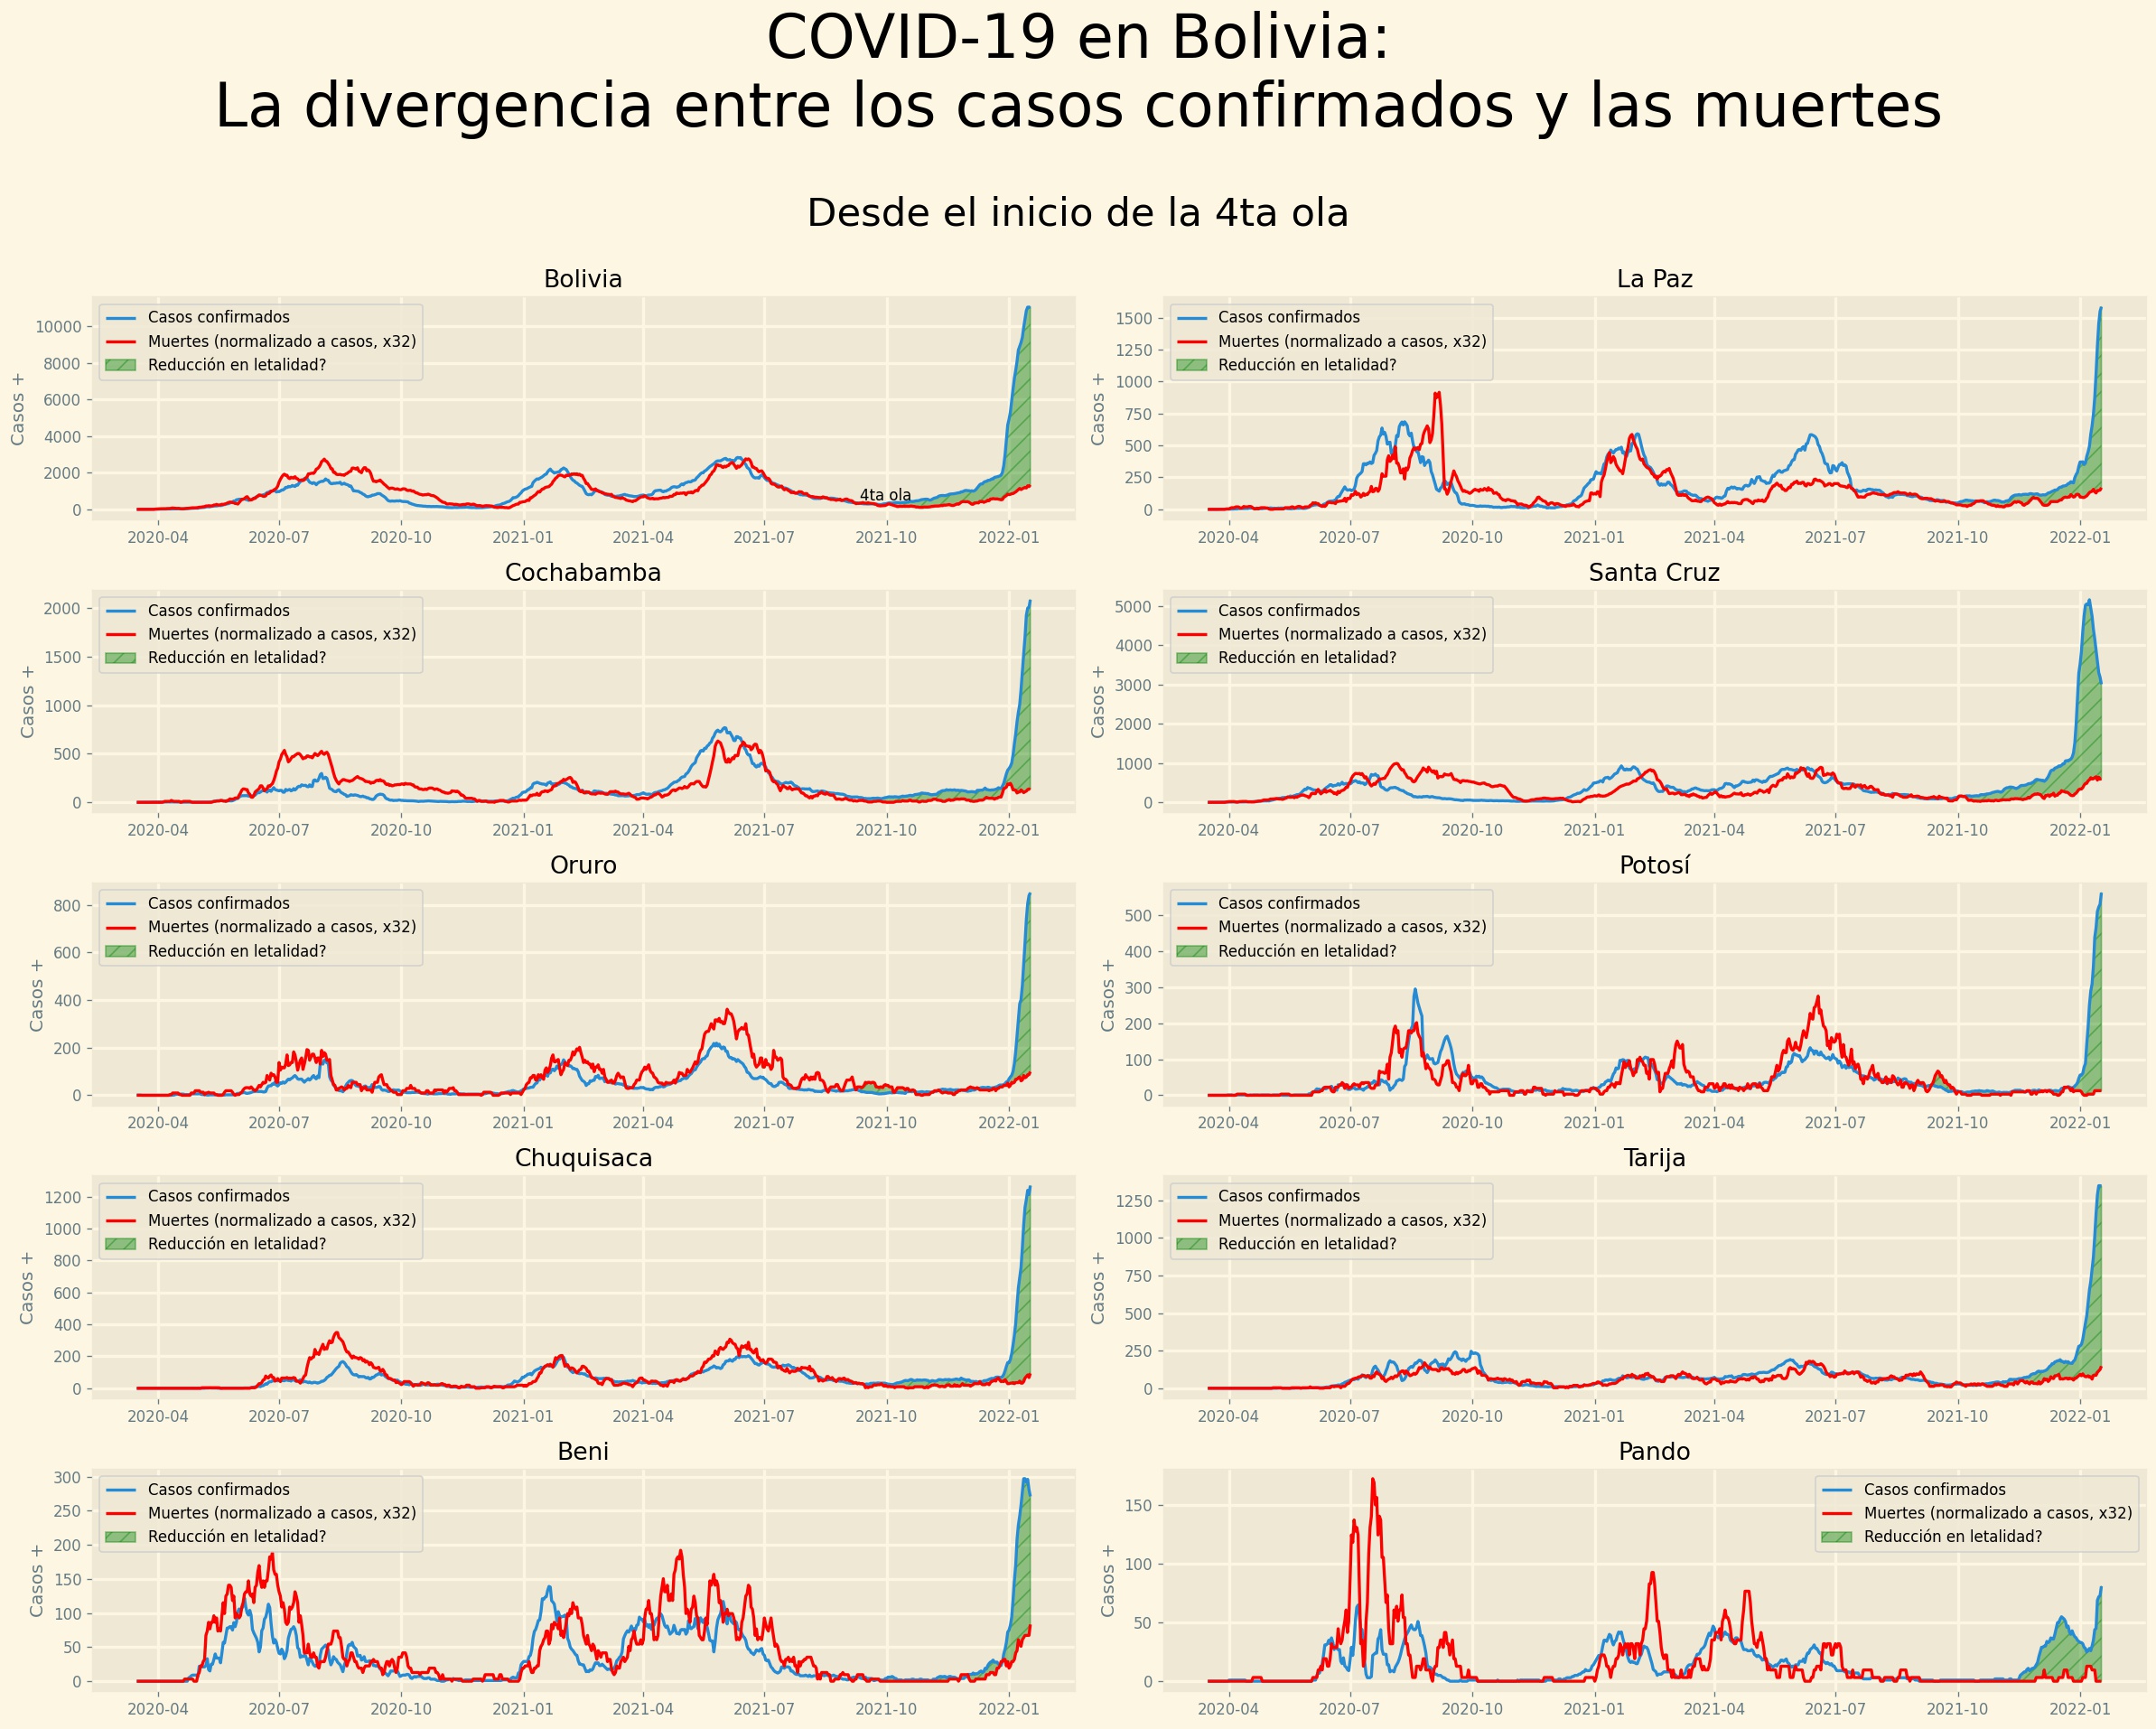 COVID-19 en Bolivia:
La divergencia entre los casos confirmados y las muertes
Desde el inicio de la 4ta ola
Bolivia
Casos confirmados
Muertes (normalizado a casos, x32)
Reducción en letalidad?
Casos +
10000
8000
6000
4000
2000
0
4ta ola
2020-04 2020-07 2020-10 2021-01 2021-04 2021-07 2021-10 2022-01
La Paz
Casos confirmados
Muertes (normalizado a casos, x32)
Reducción en letalidad?
Casos +
1500
1250
1000
750
500
250
0
2020-04 2020-07 2020-10 2021-01 2021-04 2021-07 2021-10 2022-01
Cochabamba
Casos confirmados
Muertes (normalizado a casos, x32)
Reducción en letalidad?
Casos +
2000
1500
1000
500
0
2020-04 2020-07 2020-10 2021-01 2021-04 2021-07 2021-10 2022-01
Santa Cruz
Casos confirmados
Muertes (normalizado a casos, x32)
Reducción en letalidad?
Casos +
5000
4000
3000
2000
1000
0
2020-04 2020-07 2020-10 2021-01 2021-04 2021-07 2021-10 2022-01
Oruro
Casos confirmados
Muertes (normalizado a casos, x32)
Reducción en letalidad?
Casos +
800
600
400
200
0
2020-04 2020-07 2020-10 2021-01 2021-04 2021-07 2021-10 2022-01
Potosí
Casos confirmados
Muertes (normalizado a casos, x32)
Reducción en letalidad?
Casos +
500
400
300
200
100
0
2020-04 2020-07 2020-10 2021-01 2021-04 2021-07 2021-10 2022-01
Chuquisaca
Casos confirmados
Muertes (normalizado a casos, x32)
Reducción en letalidad?
Casos +
1200
1000
800
600
400
200
0
2020-04 2020-07 2020-10 2021-01 2021-04 2021-07 2021-10 2022-01
Tarija
Casos confirmados
Muertes (normalizado a casos, x32)
Reducción en letalidad?
Casos +
1250
1000
750
500
250
0
2020-04 2020-07 2020-10 2021-01 2021-04 2021-07 2021-10 2022-01
Beni
Casos confirmados
Muertes (normalizado a casos, x32)
Reducción en letalidad?
Casos +
300
250
200
150
100
50
0
2020-04 2020-07 2020-10 2021-01 2021-04 2021-07 2021-10 2022-01
Pando
Casos confirmados
Muertes (normalizado a casos, x32)
Reducción en letalidad?
Casos +
150
100
50
0
2020-04 2020-07 2020-10 2021-01 2021-04 2021-07 2021-10 2022-01